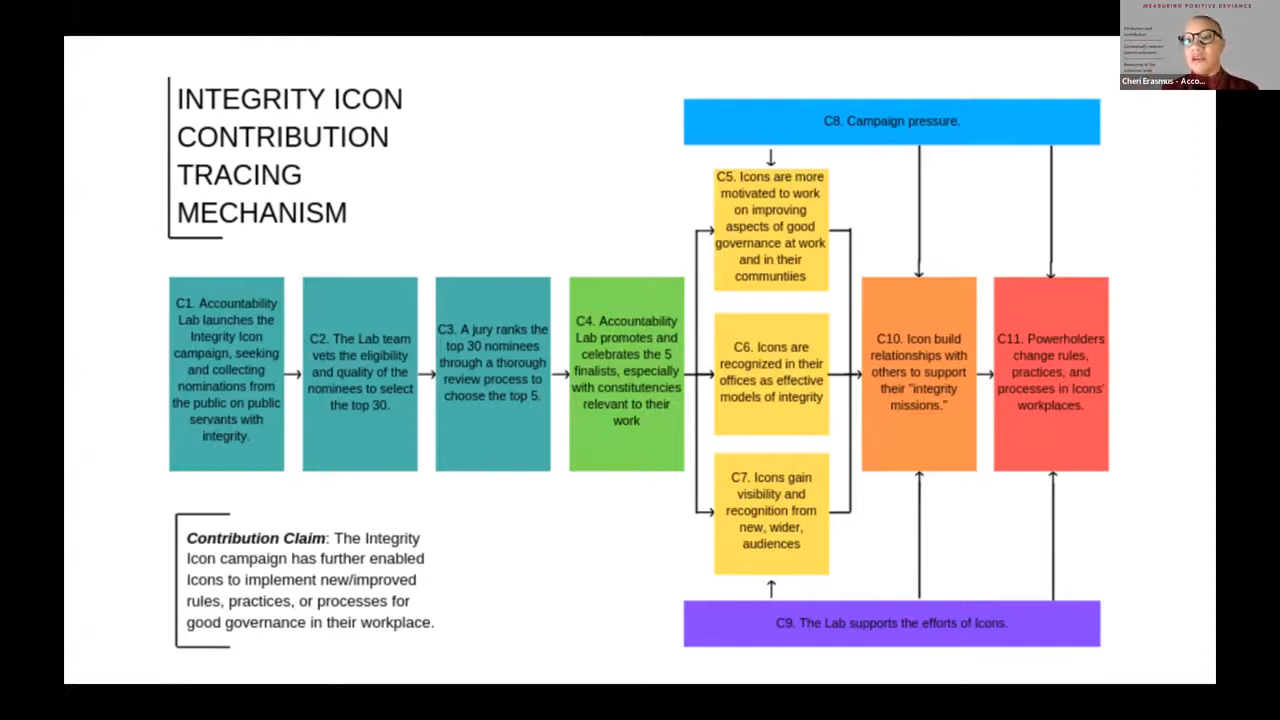 MEASURING POSITIVE DEVIANCE
Cheri Erasmus - Acco...
INTEGRITY ICON
CONTRIBUTION
TRACING
MECHANISM
C8. Campaign pressure.
C5. Icons are more
motivated to work
on improving
aspects of good
governance at work
and in their
communtiies
C1. Accountability
Lab launches the
Integrity Icon
campaign, seeking
and collecting
nominations from
the public on public
servants with
integrity.
C2. The Lab team
vets the eligibility
and quality of the
nominees to select
the top 30.
C3. A jury ranks the
top 30 nominees
through a thorough
review process to
choose the top 5.
C4. Accountability
Lab promotes and
celebrates the 5
finalists, especially
with constitutencies
relevant to their
work
C6. Icons are
recognized in their
offices as effective
models of integrity
C7. Icons gain
visibility and
recognition from
new, wider,
audiences
C10. Icon build
relationships with
others to support
their "integrity
missions."
C11. Powerholders
change rules,
practices, and
processes in Icons'
workplaces.
Contribution Claim: The Integrity
Icon campaign has further enabled
Icons to implement new/improved
rules, practices, or processes for
good governance in their workplace.
C9. The Lab supports the efforts of Icons.